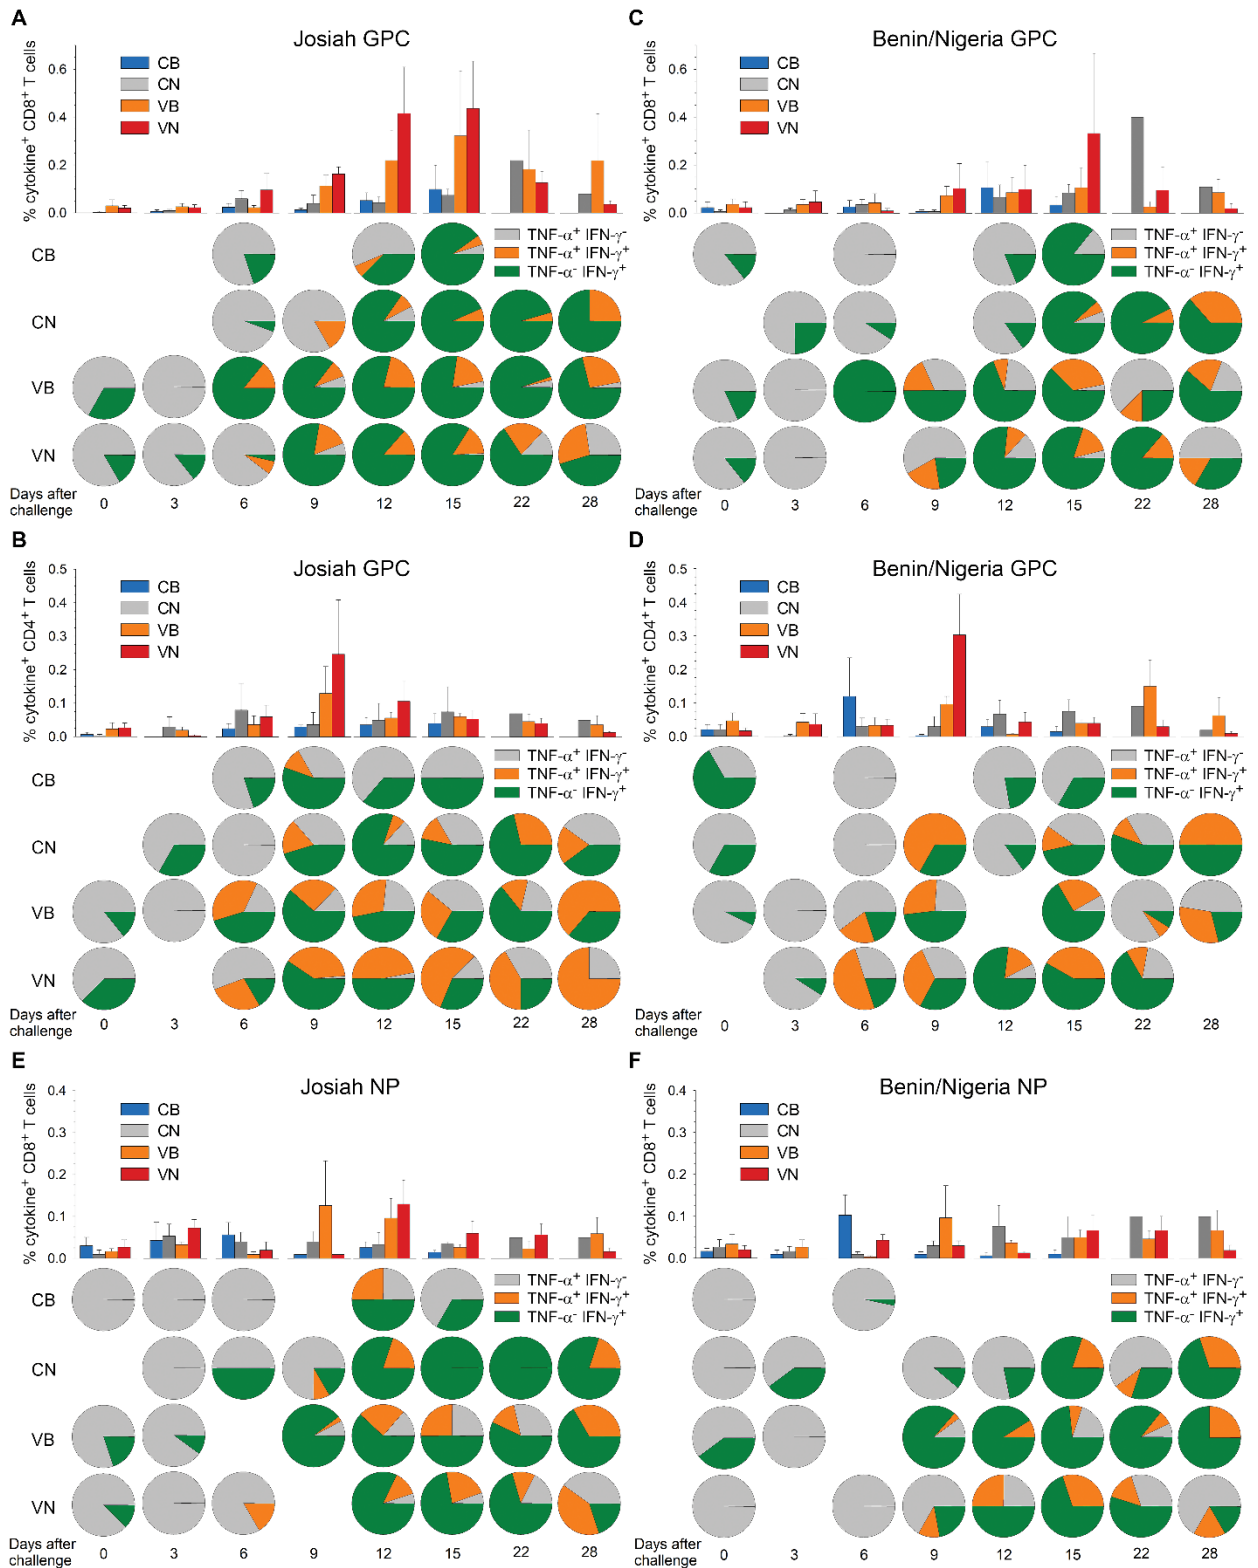 A
Josiah GPC
% cytokine⁺ CD8⁺ T cells
0.6
0.4
0.2
0.0
CB
CN
VB
VN
TNF-α⁺ IFN-γ⁻
TNF-α⁺ IFN-γ⁺
TNF-α⁻ IFN-γ⁺
CB
CN
VB
VN
Days after challenge
0 3 6 9 12 15 22 28
C
Benin/Nigeria GPC
% cytokine⁺ CD8⁺ T cells
0.6
0.4
0.2
0.0
CB
CN
VB
VN
TNF-α⁺ IFN-γ⁻
TNF-α⁺ IFN-γ⁺
TNF-α⁻ IFN-γ⁺
Days after challenge
0 3 6 9 12 15 22 28
B
Josiah GPC
% cytokine⁺ CD4⁺ T cells
0.5
0.4
0.3
0.2
0.1
0.0
CB
CN
VB
VN
TNF-α⁺ IFN-γ⁻
TNF-α⁺ IFN-γ⁺
TNF-α⁻ IFN-γ⁺
CB
CN
VB
VN
Days after challenge
0 3 6 9 12 15 22 28
D
Benin/Nigeria GPC
% cytokine⁺ CD4⁺ T cells
0.5
0.4
0.3
0.2
0.1
0.0
CB
CN
VB
VN
TNF-α⁺ IFN-γ⁻
TNF-α⁺ IFN-γ⁺
TNF-α⁻ IFN-γ⁺
Days after challenge
0 3 6 9 12 15 22 28
E
Josiah NP
% cytokine⁺ CD8⁺ T cells
0.4
0.3
0.2
0.1
0.0
CB
CN
VB
VN
TNF-α⁺ IFN-γ⁻
TNF-α⁺ IFN-γ⁺
TNF-α⁻ IFN-γ⁺
CB
CN
VB
VN
Days after challenge
0 3 6 9 12 15 22 28
F
Benin/Nigeria NP
% cytokine⁺ CD8⁺ T cells
0.4
0.3
0.2
0.1
0.0
CB
CN
VB
VN
TNF-α⁺ IFN-γ⁻
TNF-α⁺ IFN-γ⁺
TNF-α⁻ IFN-γ⁺
Days after challenge
0 3 6 9 12 15 22 28